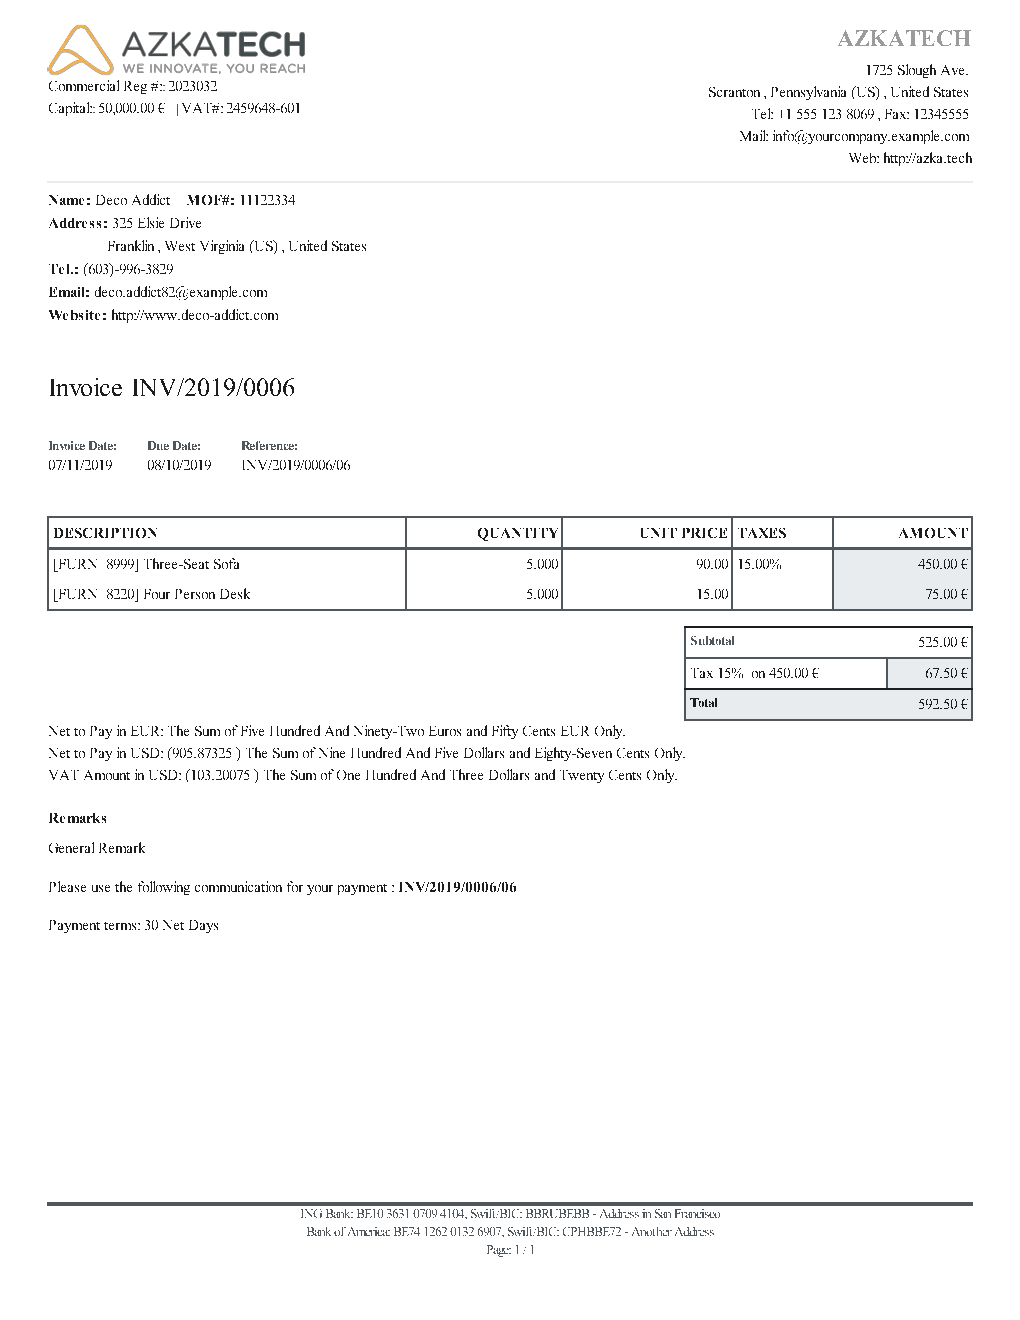 AZKATECH
WE INNOVATE, YOU REACH
Commercial Reg #:: 2023032
Capital: 50,000.00 € | VAT#: 2459648-601
AZKATECH
1725 Slough Ave.
Scranton , Pennsylvania (US) , United States
Tel: +1 555 123 8069 , Fax: 12345555
Mail: info@yourcompany.example.com
Web: http://azka.tech
Name: Deco Addict MOF#: 11122334
Address: 325 Elsie Drive
Franklin , West Virginia (US) , United States
Tel.: (603)-996-3829
Email: deco.addict82@example.com
Website: http://www.deco-addict.com
Invoice INV/2019/0006
Invoice Date: Due Date: Reference:
07/11/2019 08/10/2019 INV/2019/0006/06
DESCRIPTION QUANTITY UNIT PRICE TAXES AMOUNT
[FURN_8999] Three-Seat Sofa 5.000 90.00 15.00% 450.00 €
[FURN_8220] Four Person Desk 5.000 15.00 75.00 €
Subtotal 525.00 €
Tax 15% on 450.00 € 67.50 €
Total 592.50 €
Net to Pay in EUR: The Sum of Five Hundred And Ninety-Two Euros and Fifty Cents EUR Only.
Net to Pay in USD: (905.87325 ) The Sum of Nine Hundred And Five Dollars and Eighty-Seven Cents Only.
VAT Amount in USD: (103.20075 ) The Sum of One Hundred And Three Dollars and Twenty Cents Only.
Remarks
General Remark
Please use the following communication for your payment : INV/2019/0006/06
Payment terms: 30 Net Days
ING Bank: BE10 3631 0709 4104, Swift/BIC: BBRUBEBB - Address in San Francisco
Bank of America: BE74 1262 0132 6907, Swift/BIC: CPHBBE72 - Another Address
Page: 1 / 1